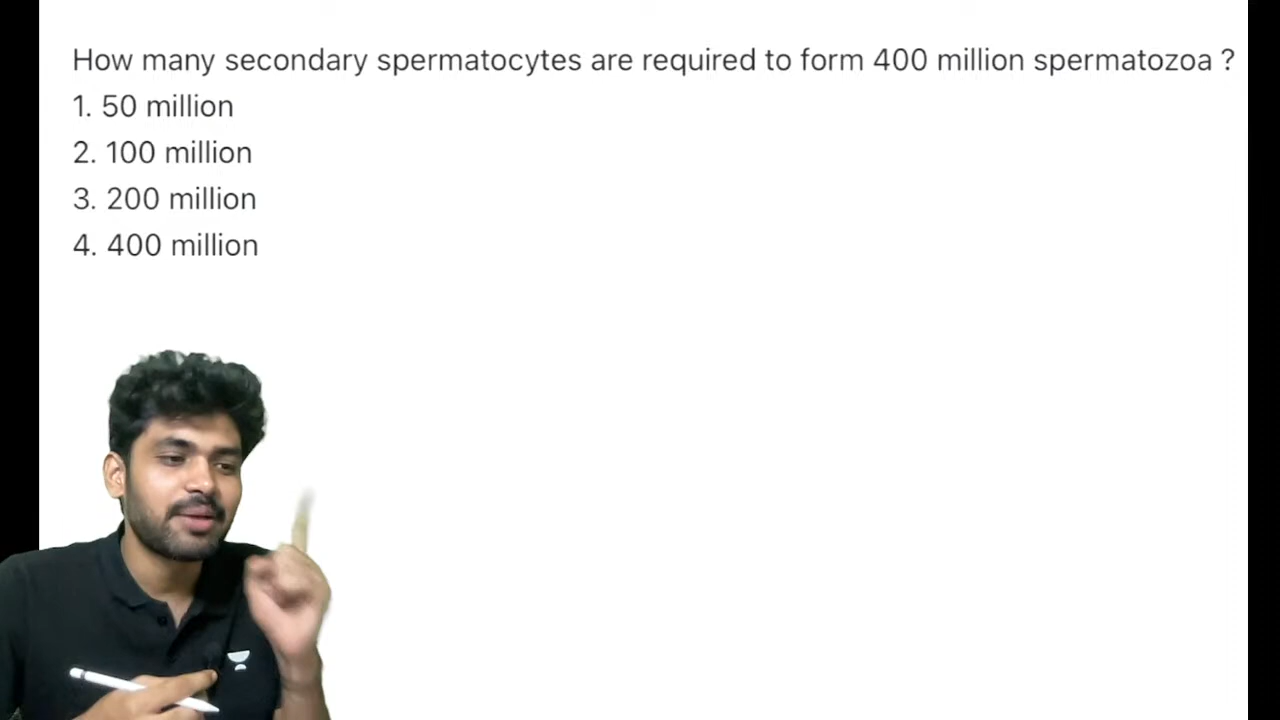 How many secondary spermatocytes are required to form 400 million spermatozoa ?
1. 50 million
2. 100 million
3. 200 million
4. 400 million